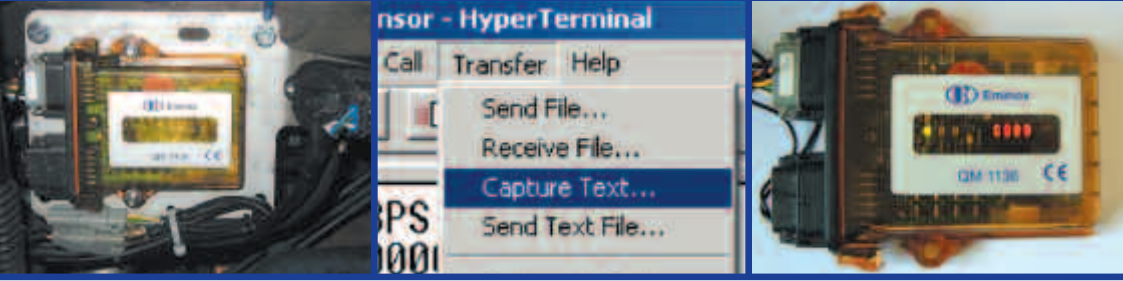 Eminox
CE
nsor - HyperTerminal
Call Transfer Help
Send File...
Receive File...
Capture Text...
BPS
Send Text File...
Eminox
QM 1136 CE